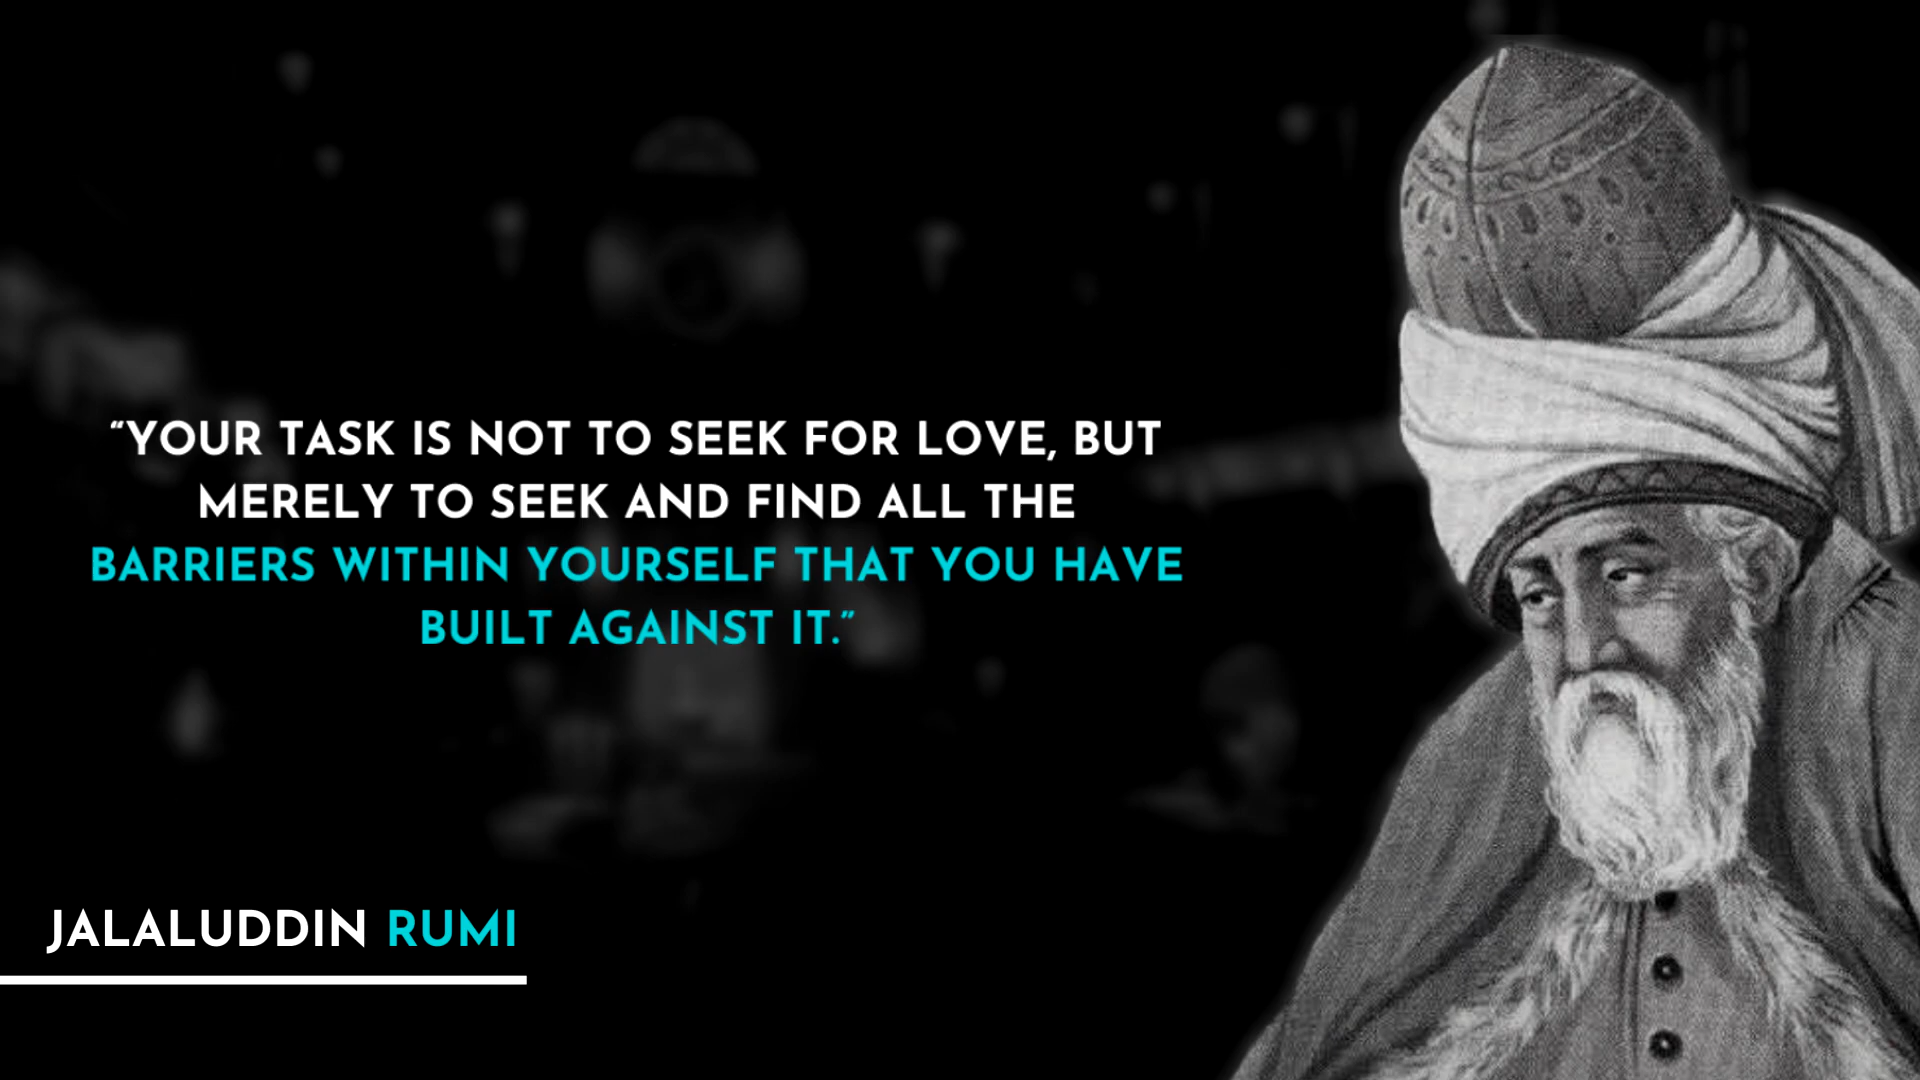 “YOUR TASK IS NOT TO SEEK FOR LOVE, BUT
MERELY TO SEEK AND FIND ALL THE
BARRIERS WITHIN YOURSELF THAT YOU HAVE
BUILT AGAINST IT.”
JALALUDDIN RUMI